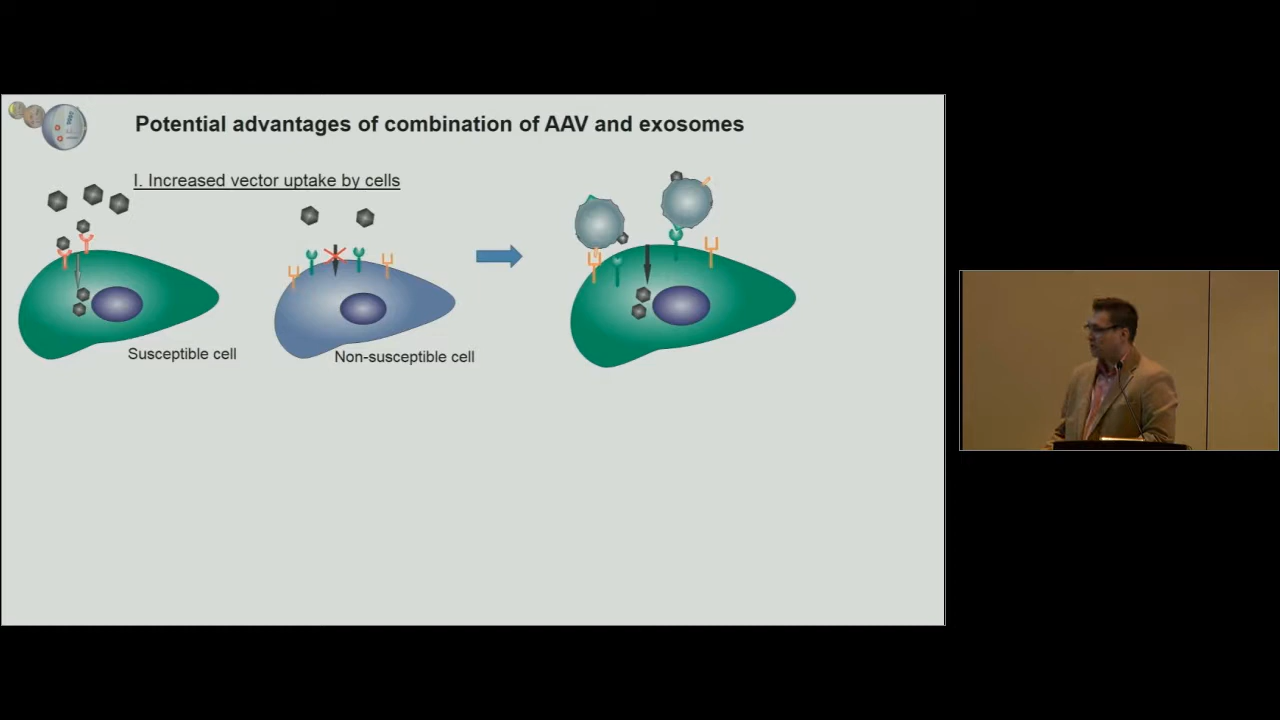 Potential advantages of combination of AAV and exosomes
I. Increased vector uptake by cells
Susceptible cell
Non-susceptible cell